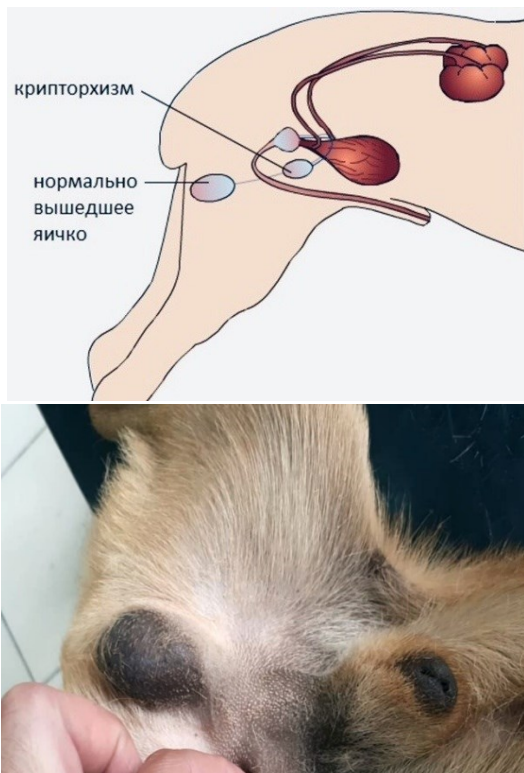 крипторхизм
нормально
вышедшее
яичко